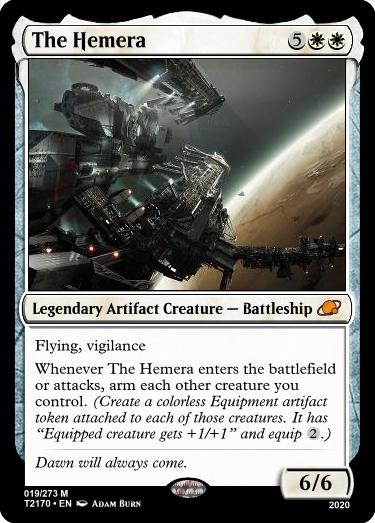 The Hemera 5
Legendary Artifact Creature — Battleship
Flying, vigilance
Whenever The Hemera enters the battlefield
or attacks, arm each other creature you
control. (Create a colorless Equipment artifact
token attached to each of those creatures. It has
“Equipped creature gets +1/+1” and equip 2.)
Dawn will always come.
6/6
019/273 M
T2170 • EN ADAM BURN
2020